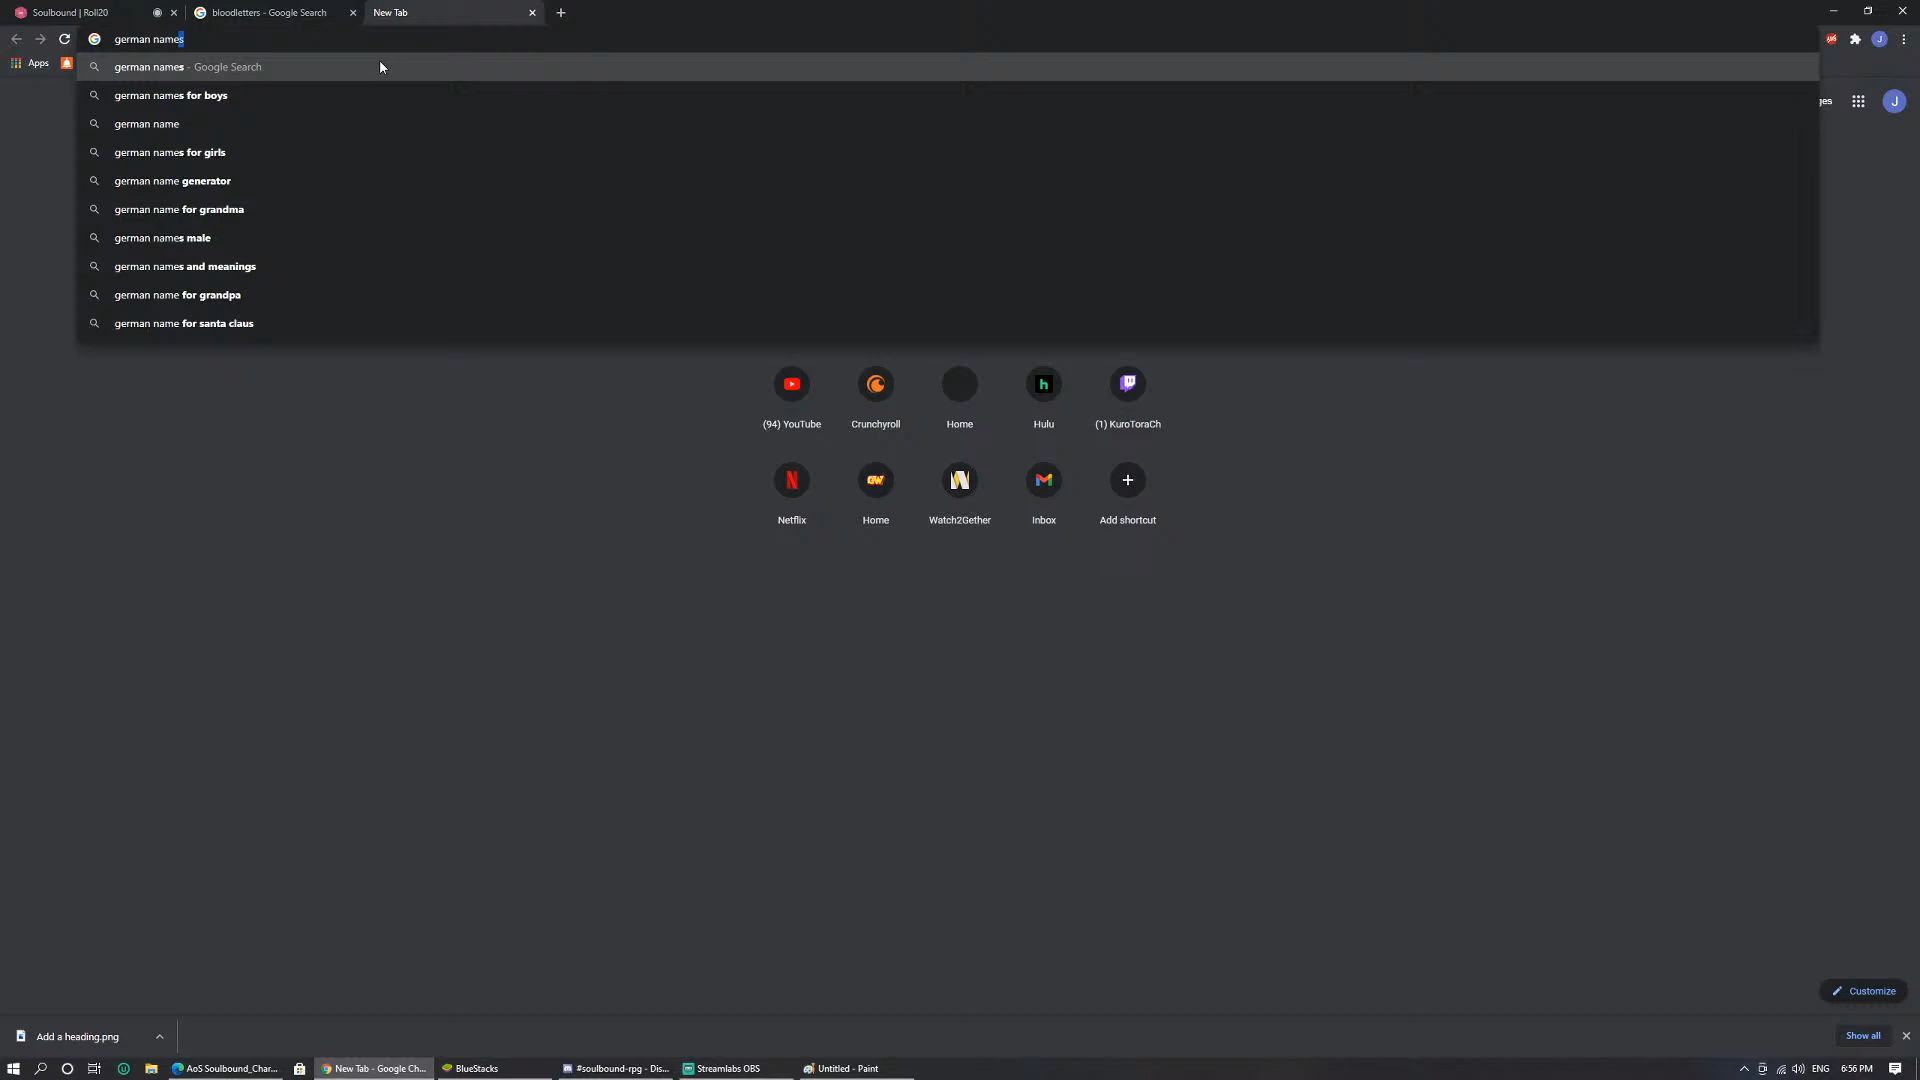 Soulbound | Roll20
bloodletters - Google Search
New Tab
german names
Apps
german names - Google Search
german names for boys
german name
german names for girls
german name generator
german name for grandma
german names male
german names and meanings
german name for grandpa
german name for santa claus
J
J
(94) YouTube
Crunchyroll
Home
Hulu
(1) KuroToraCh
Netflix
Home
Watch2Gether
Inbox
Add shortcut
Customize
Add a heading.png
Show all
AoS Soulbound_Char...
New Tab - Google Ch...
BlueStacks
#soulbound-rpg - Dis...
Streamlabs OBS
Untitled - Paint
ENG
6:56 PM